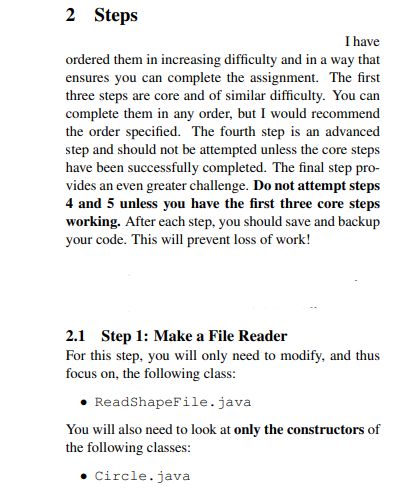 2 Steps
I have
ordered them in increasing difficulty and in a way that
ensures you can complete the assignment. The first
three steps are core and of similar difficulty. You can
complete them in any order, but I would recommend
the order specified. The fourth step is an advanced
step and should not be attempted unless the core steps
have been successfully completed. The final step pro-
vides an even greater challenge. Do not attempt steps
4 and 5 unless you have the first three core steps
working. After each step, you should save and backup
your code. This will prevent loss of work!
2.1 Step 1: Make a File Reader
For this step, you will only need to modify, and thus
focus on, the following class:
• ReadShapeFile.java
You will also need to look at only the constructors of
the following classes:
• Circle.java